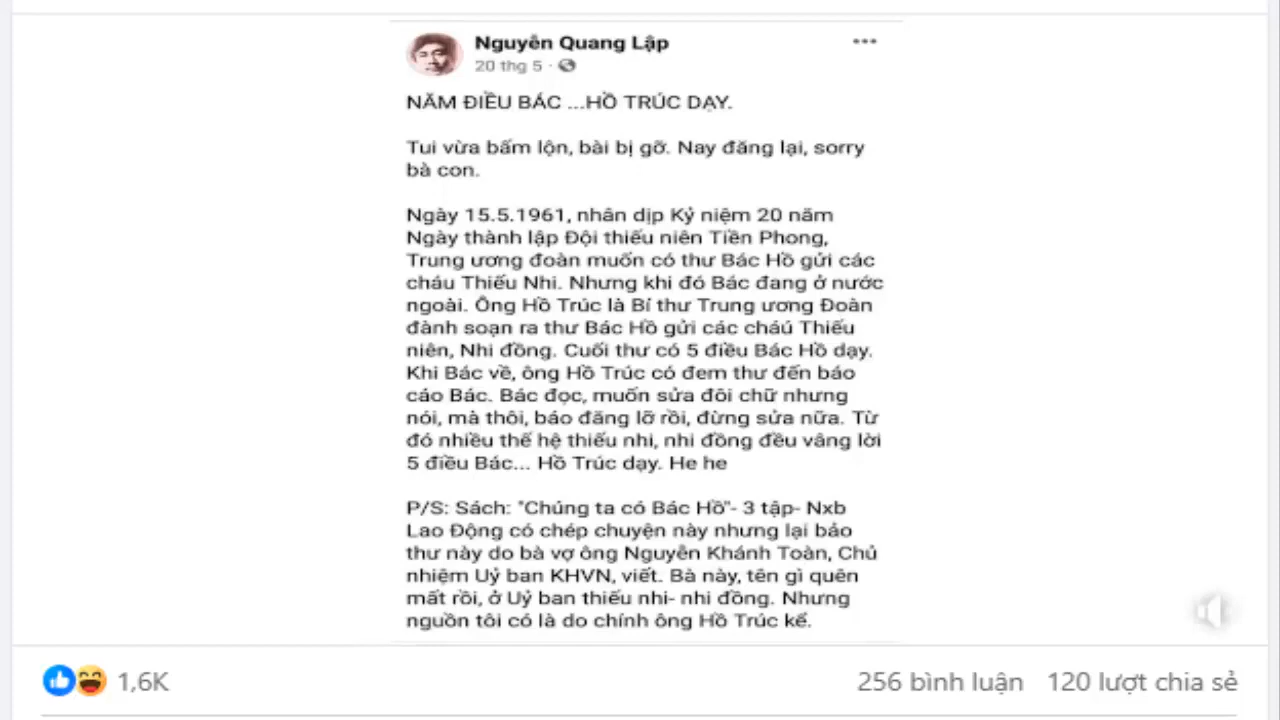 Nguyễn Quang Lập
20 thg 5 ·
NĂM ĐIỀU BÁC ...HỒ TRÚC DẠY.
Tui vừa bấm lộn, bài bị gỡ. Nay đăng lại, sorry
bà con.
Ngày 15.5.1961, nhân dịp Kỷ niệm 20 năm
Ngày thành lập Đội thiếu niên Tiền Phong,
Trung ương đoàn muốn có thư Bác Hồ gửi các
cháu Thiếu Nhi. Nhưng khi đó Bác đang ở nước
ngoài. Ông Hồ Trúc là Bí thư Trung ương Đoàn
đành soạn ra thư Bác Hồ gửi các cháú Thiếu
niên, Nhi đồng. Cuối thư có 5 điều Bác Hồ dạy.
Khi Bác về, ông Hồ Trúc có đem thư đến báo
cáo Bác. Bác đọc, muốn sửa đôi chữ nhưng
nói, mà thôi, báo đăng lỡ rồi, đừng sửa nữa. Từ
đó nhiều thế hệ thiếu nhi, nhi đồng đều vâng lời
5 điều Bác... Hồ Trúc dạy. He he
P/S: Sách: "Chúng ta có Bác Hồ"- 3 tập- Nxb
Lao Động có chép chuyện này nhưng lại bảo
thư này do bà vợ ông Nguyễn Khánh Toàn, Chủ
nhiệm Uỷ ban KHVN, viết. Bà này, tên gì quên
mất rồi, ở Uỷ ban thiếu nhi- nhi đồng. Nhưng
nguồn tôi có là do chính ông Hồ Trúc kể.
1,6K
256 bình luận 120 lượt chia sẻ